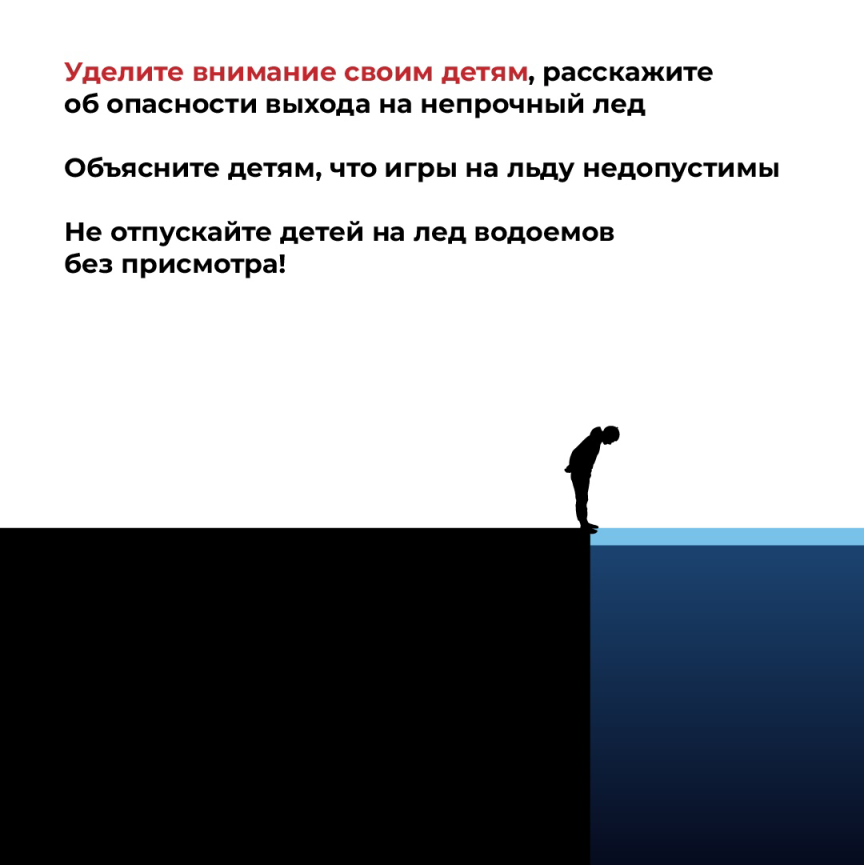 Уделите внимание своим детям, расскажите
об опасности выхода на непрочный лед
Объясните детям, что игры на льду недопустимы
Не отпускайте детей на лед водоемов
без присмотра!